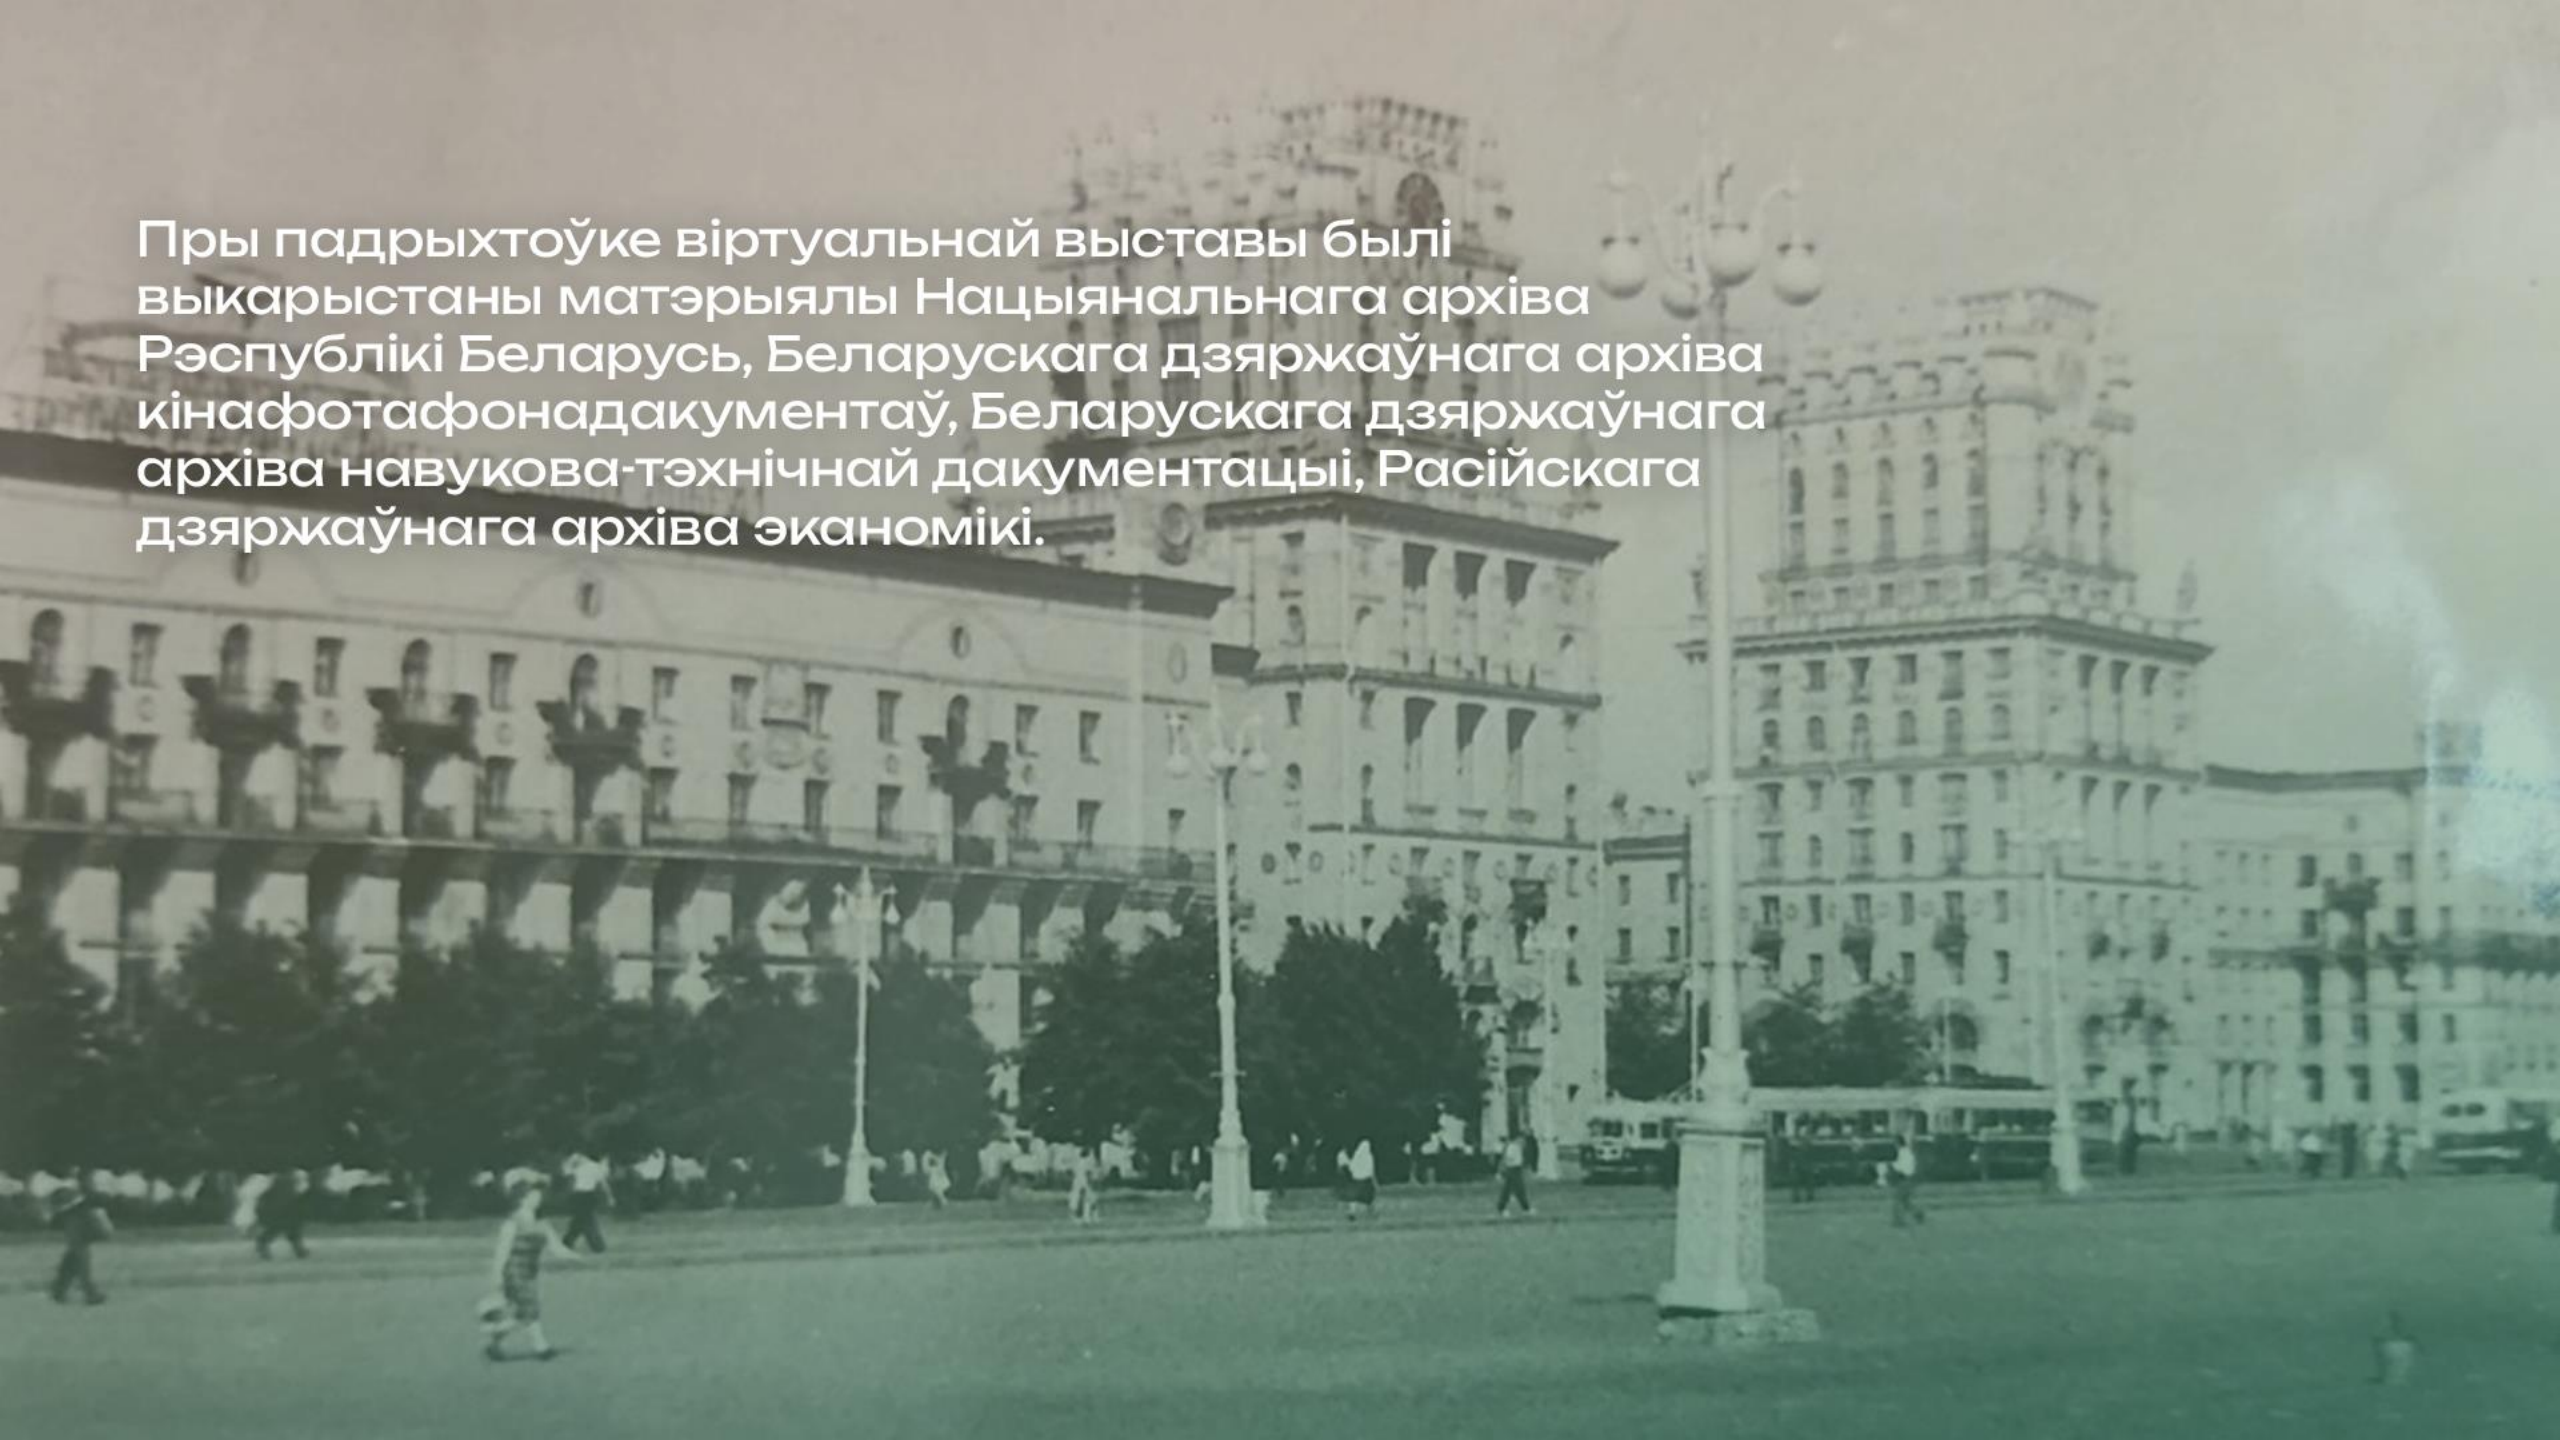 Пры падрыхтоўке віртуальнай выставы былі
выкарыстаны матэрыялы Нацыянальнага архіва
Рэспублікі Беларусь, Беларускага дзяржаўнага архіва
кінафотафонадакументаў, Беларускага дзяржаўнага
архіва навукова-тэхнічнай дакументацыі, Расійскага
дзяржаўнага архіва эканомікі.